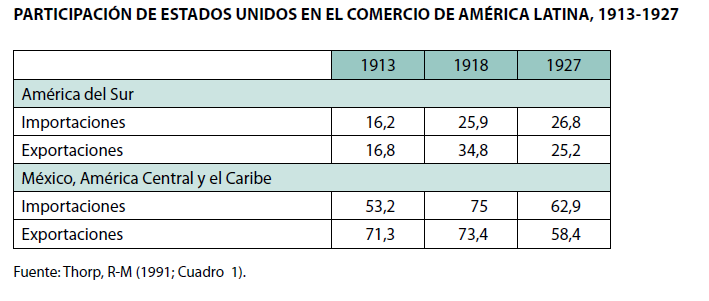 PARTICIPACIÓN DE ESTADOS UNIDOS EN EL COMERCIO DE AMÉRICA LATINA, 1913-1927
1913 1918 1927
América del Sur
Importaciones 16,2 25,9 26,8
Exportaciones 16,8 34,8 25,2
México, América Central y el Caribe
Importaciones 53,2 75 62,9
Exportaciones 71,3 73,4 58,4
Fuente: Thorp, R-M (1991; Cuadro 1).